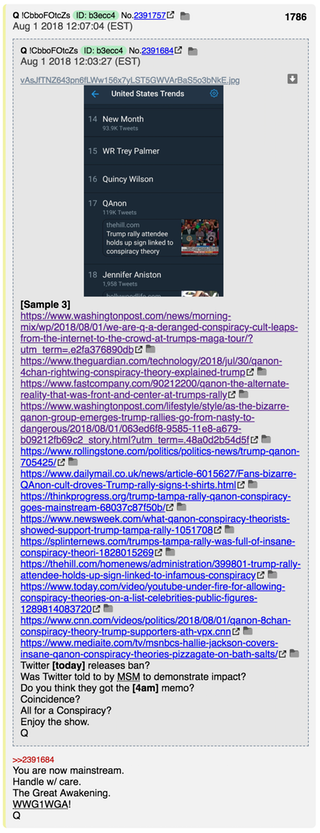 Q !CbboFOtcZs ID: b3ecc4 No.2391757
1786
Aug 1 2018 12:07:04 (EST)
Q !CbboFOtcZs ID: b3ecc4 No.2391684
Aug 1 2018 12:03:27 (EST)
vAsJfTNZ643pn6fLWw156x7yLST5GWVArBaS5o3bNkE.jpg
United States Trends
14 New Month
93.9K Tweets
15 WR Trey Palmer
16 Quincy Wilson
17 QAnon
119K Tweets
thehill.com
Trump rally attendee
holds up sign linked to
conspiracy theory
18 Jennifer Aniston
1,958 Tweets
[Sample 3]
https://www.washingtonpost.com/news/morning-
mix/wp/2018/08/01/we-are-q-a-deranged-conspiracy-cult-leaps-
from-the-internet-to-the-crowd-at-trumps-maga-tour/?
utm_term=.e2fa376890db
https://www.theguardian.com/technology/2018/jul/30/qanon-
4chan-rightwing-conspiracy-theory-explained-trump
https://www.fastcompany.com/90212200/qanon-the-alternate-
reality-that-was-front-and-center-at-trumps-rally
https://www.washingtonpost.com/lifestyle/style/as-the-bizarre-
qanon-group-emerges-trump-rallies-go-from-nasty-to-
dangerous/2018/08/01/063ed6f8-9585-11e8-a679-
b09212fb69c2_story.html?utm_term=.48a0d2b54d5f
https://www.rollingstone.com/politics/politics-news/trump-qanon-
705425/
https://www.dailymail.co.uk/news/article-6015627/Fans-bizarre-
QAnon-cult-droves-Trump-rally-signs-t-shirts.html
https://thinkprogress.org/trump-tampa-rally-qanon-conspiracy-
goes-mainstream-68037c87f50b/
https://www.newsweek.com/what-qanon-conspiracy-theorists-
showed-support-trump-tampa-rally-1051708
https://splinternews.com/trumps-tampa-rally-was-full-of-insane-
conspiracy-theori-1828015269
https://thehill.com/homenews/administration/399801-trump-rally-
attendee-holds-up-sign-linked-to-infamous-conspiracy
https://www.today.com/video/youtube-under-fire-for-allowing-
conspiracy-theories-on-a-list-celebrities-public-figures-
1289814083720
https://www.cnn.com/videos/politics/2018/08/01/qanon-8chan-
conspiracy-theory-trump-supporters-ath-vpx.cnn
https://www.mediaite.com/tv/msnbcs-hallie-jackson-covers-
insane-qanon-conspiracy-theories-pizzagate-on-bath-salts/
Twitter [today] releases ban?
Was Twitter told to by MSM to demonstrate impact?
Do you think they got the [4am] memo?
Coincidence?
All for a Conspiracy?
Enjoy the show.
Q
>>2391684
You are now mainstream.
Handle w/ care.
The Great Awakening.
WWG1WGA!
Q